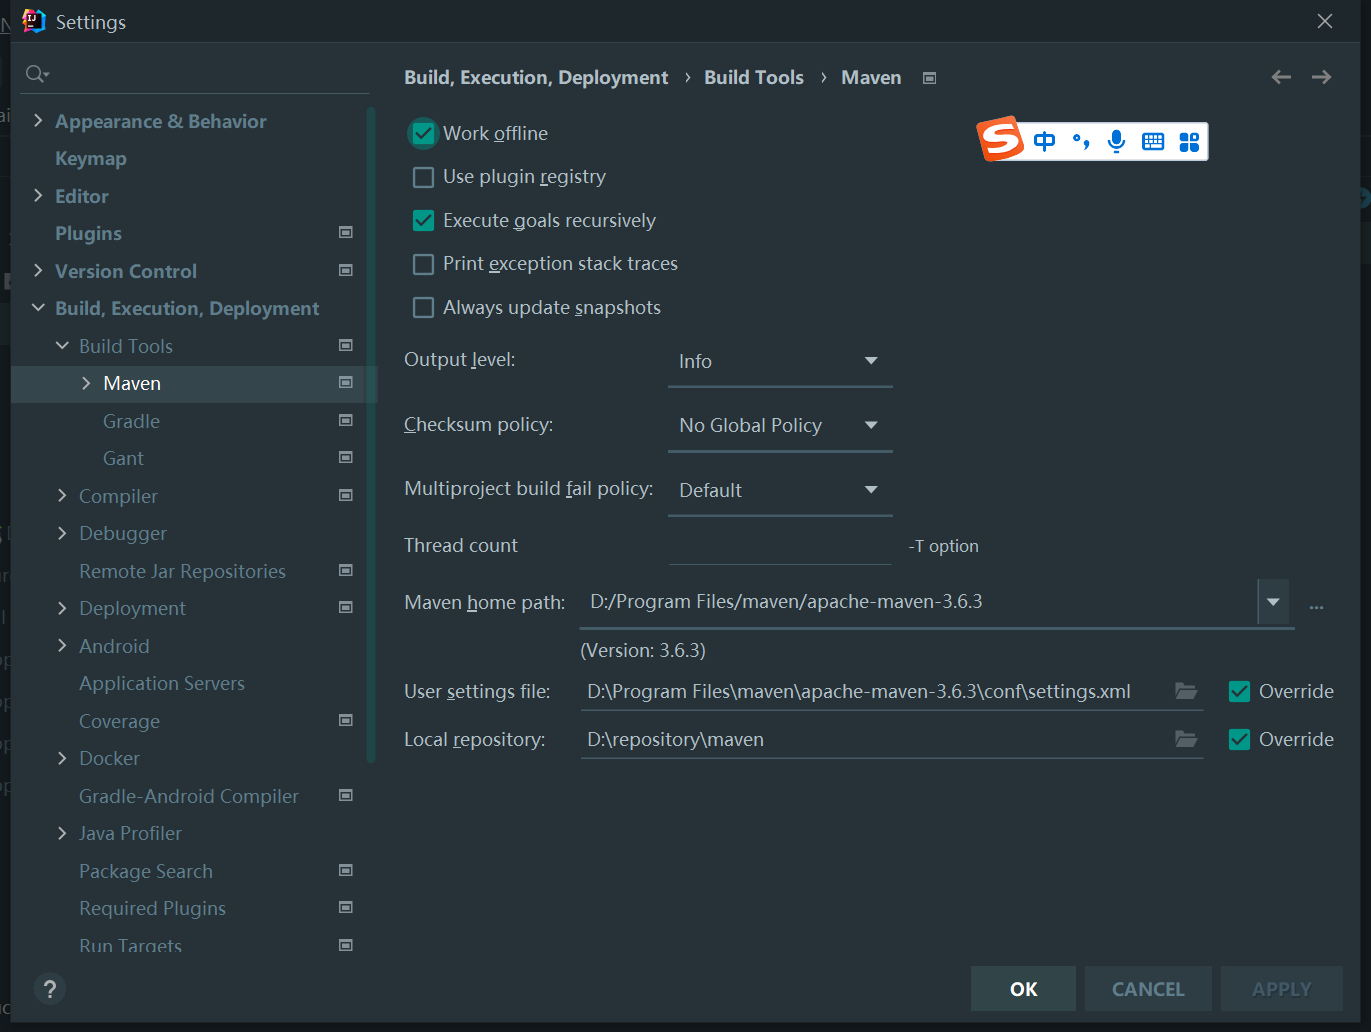 Settings
Build, Execution, Deployment › Build Tools › Maven
Appearance & Behavior
Keymap
Editor
Plugins
Version Control
Build, Execution, Deployment
Build Tools
Maven
Gradle
Gant
Compiler
Debugger
Remote Jar Repositories
Deployment
Android
Application Servers
Coverage
Docker
Gradle-Android Compiler
Java Profiler
Package Search
Required Plugins
Run Targets
Work offline
中
Use plugin registry
Execute goals recursively
Print exception stack traces
Always update snapshots
Output level: Info
Checksum policy: No Global Policy
Multiproject build fail policy: Default
Thread count -T option
Maven home path: D:/Program Files/maven/apache-maven-3.6.3 ...
(Version: 3.6.3)
User settings file: D:\Program Files\maven\apache-maven-3.6.3\conf\settings.xml Override
Local repository: D:\repository\maven Override
? OK CANCEL APPLY